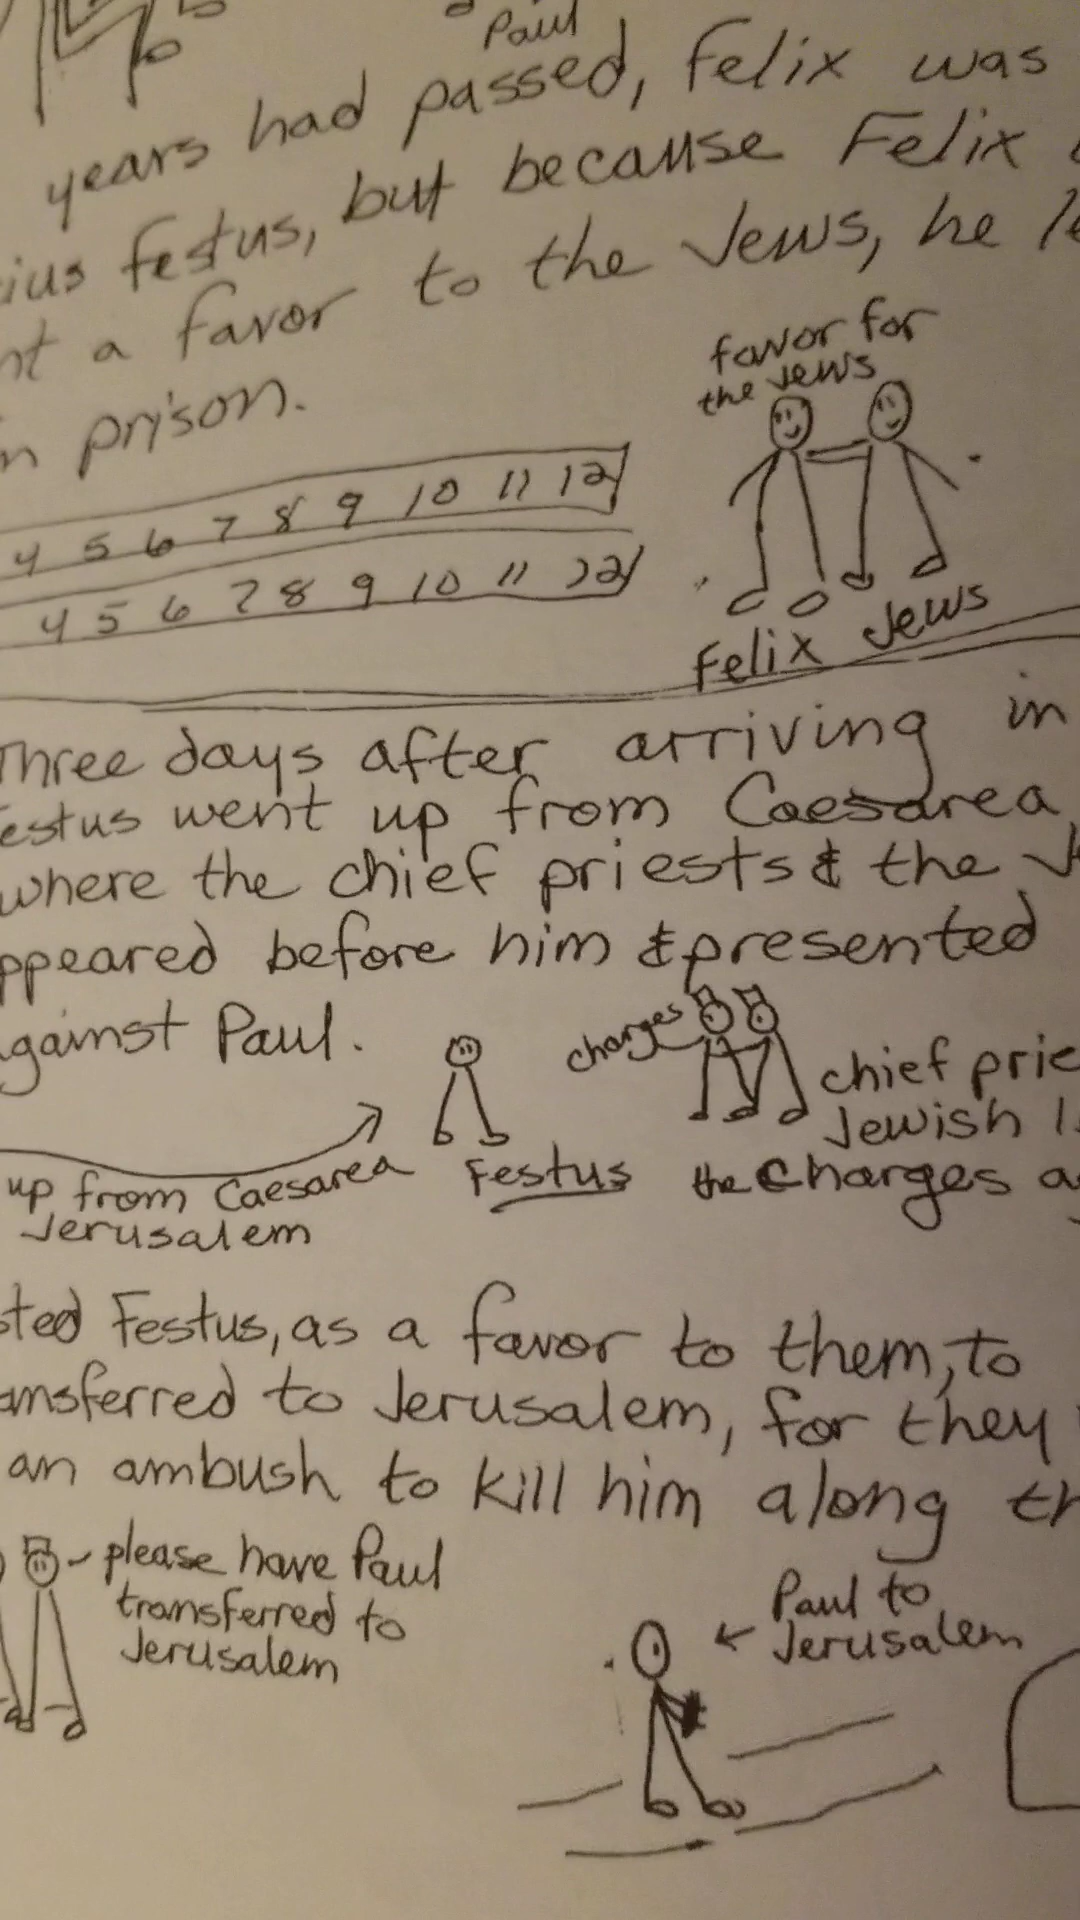 Paul
years had passed, Felix was
ius Festus, but because Felix
nt a favor to the Jews, he le
n prison.
favor for
the Jews
4 5 6 7 8 9 10 11 12
4 5 6 7 8 9 10 11 12
Felix Jews
Three days after arriving in
estus went up from Caesarea
where the chief priests & the J
ppeared before him & presented
gainst Paul.
charges
chief prie
Jewish l
up from Caesarea
Jerusalem
Festus
the charges a
sted Festus, as a favor to them, to
ansferred to Jerusalem, for they
an ambush to kill him along th
please have Paul
transferred to
Jerusalem
Paul to
Jerusalem